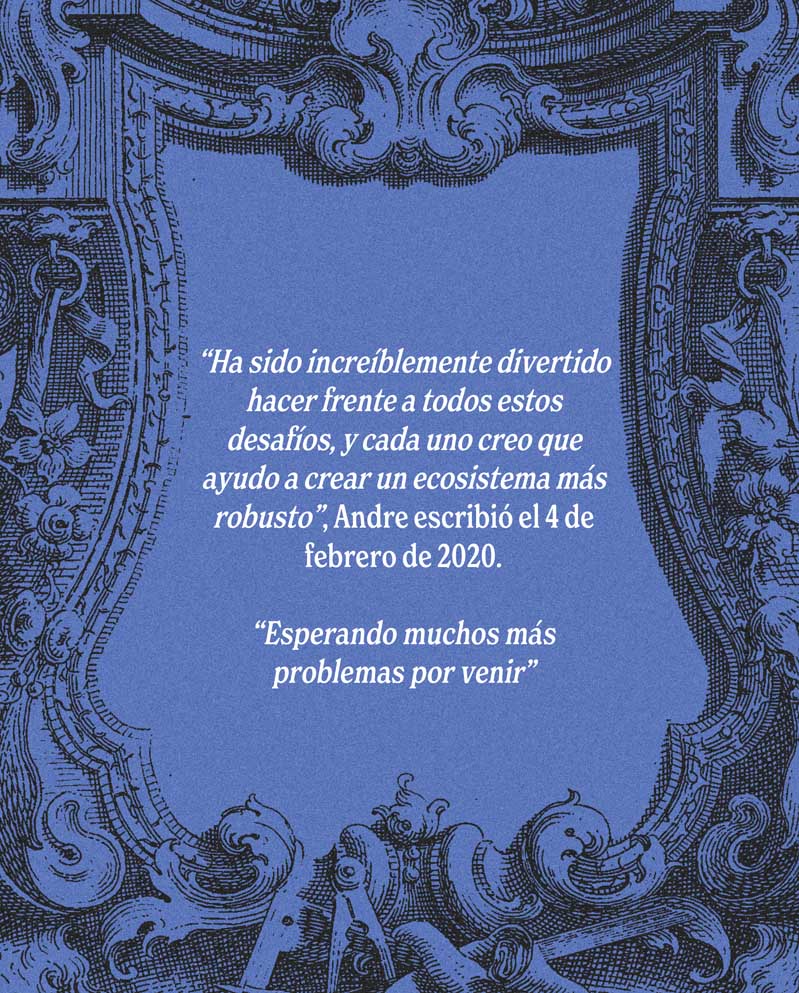 “Ha sido increíblemente divertido
hacer frente a todos estos
desafíos, y cada uno creo que
ayudo a crear un ecosistema más
robusto”, Andre escribió el 4 de
febrero de 2020.
“Esperando muchos más
problemas por venir”